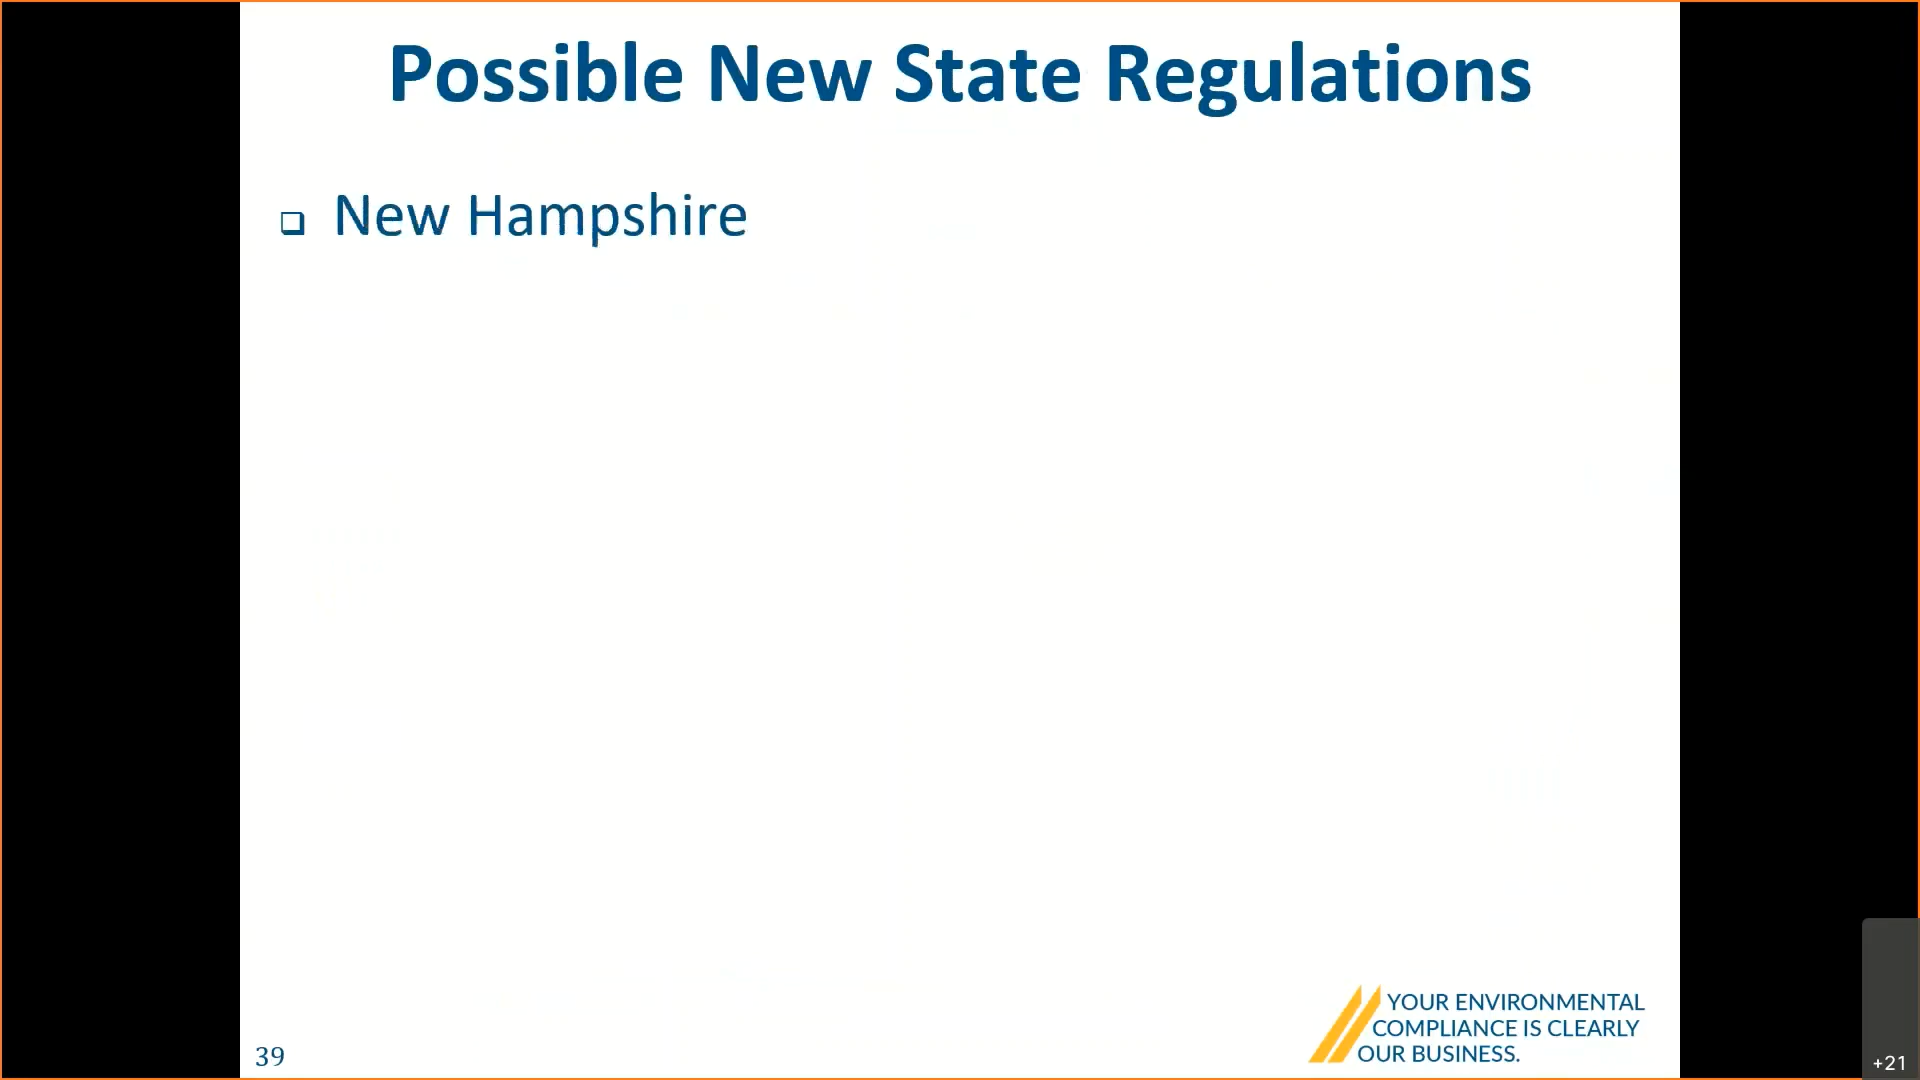 Possible New State Regulations
❑ New Hampshire
YOUR ENVIRONMENTAL
COMPLIANCE IS CLEARLY
OUR BUSINESS.
39
+21